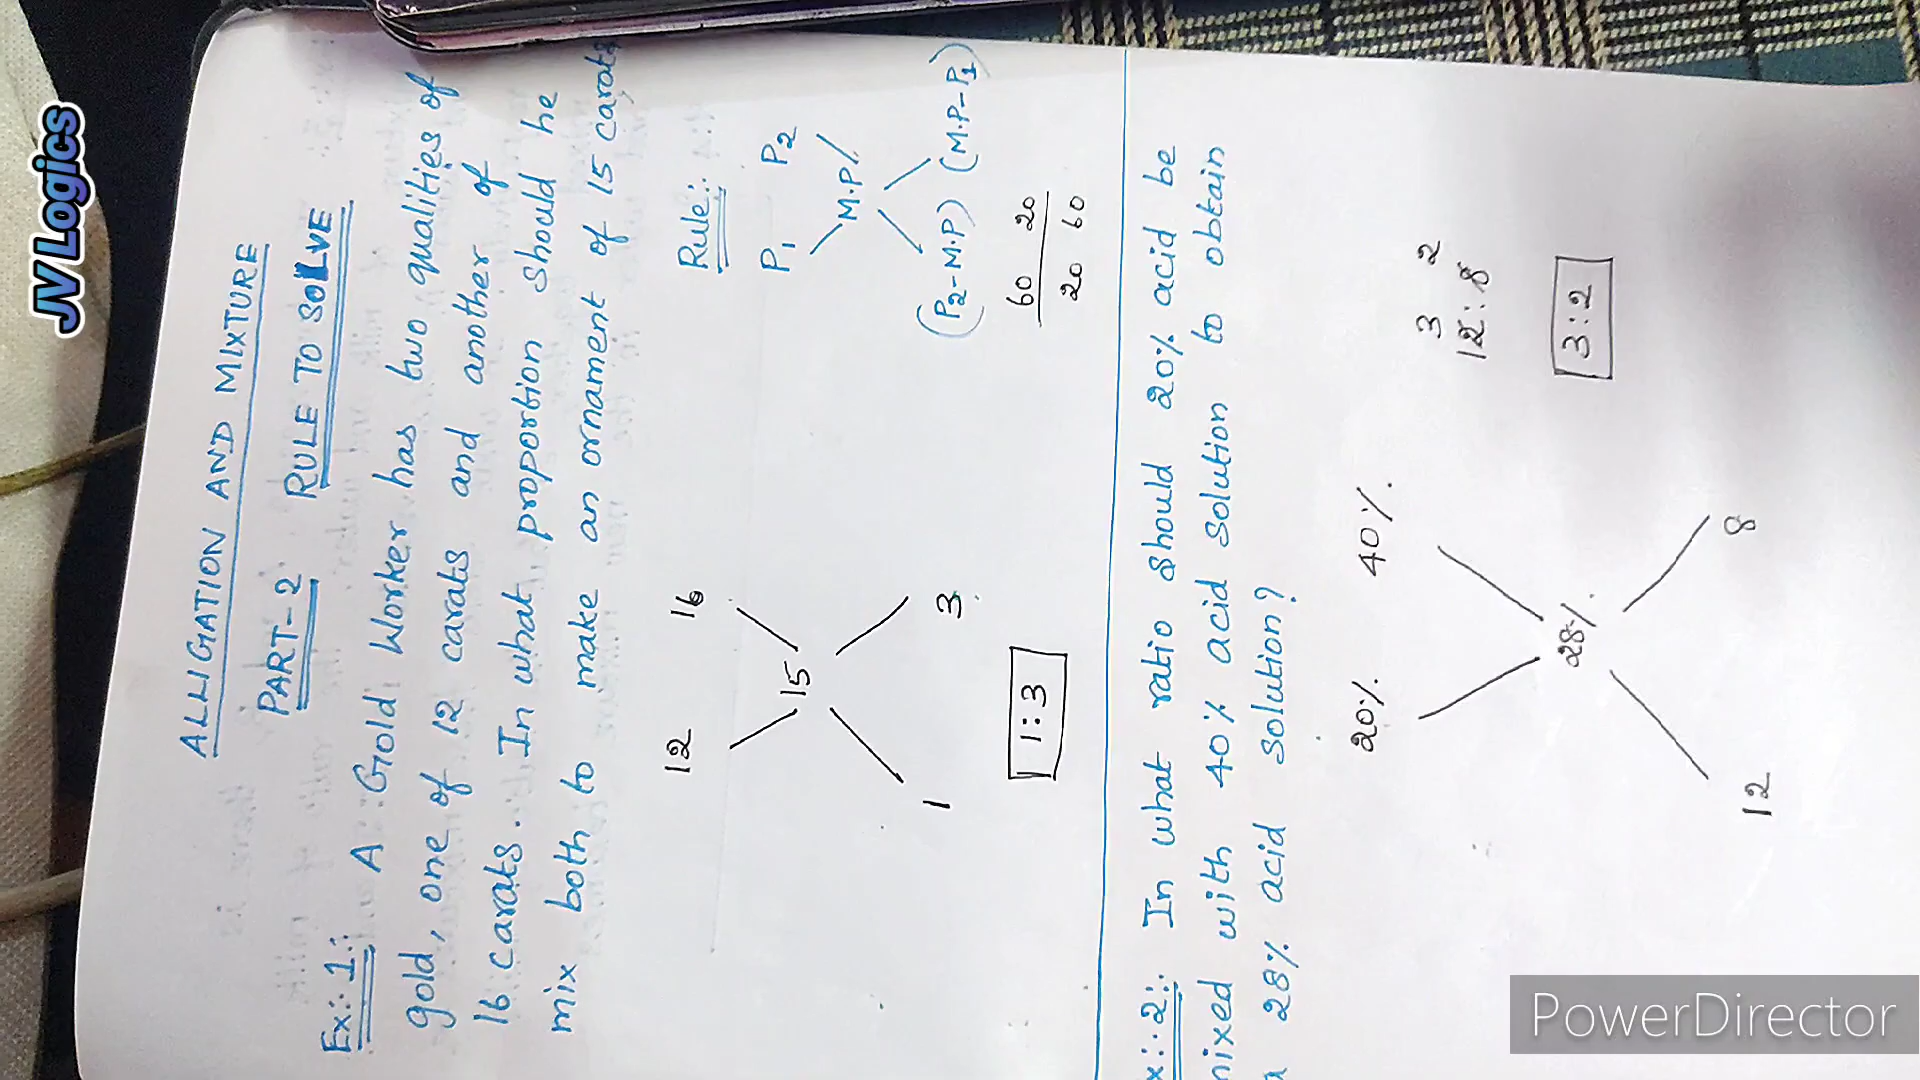 JV Logics
ALLIGATION AND MIXTURE
PART-2 RULE TO SOLVE
Ex:-1:- A Gold Worker has two qualities of
gold, one of 12 carats and another of
16 carats. In what proportion should he
mix both to make an ornament of 15 carats
12 16
15
1 3
1:3
Rule:-
P1 P2
M.P
(P2-M.P) (M.P-P1)
60 20
20 60
x:-2:- In what ratio should 20% acid be
mixed with 40% acid solution to obtain
a 28% acid solution?
20% 40%
28%
12 8
3 2
12:8
3:2
PowerDirector